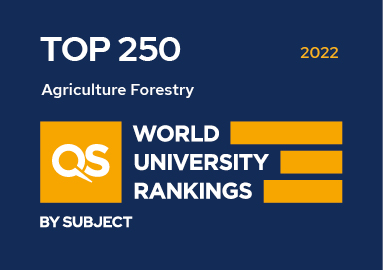 TOP 250
2022
Agriculture Forestry
QS
WORLD
UNIVERSITY
RANKINGS
BY SUBJECT